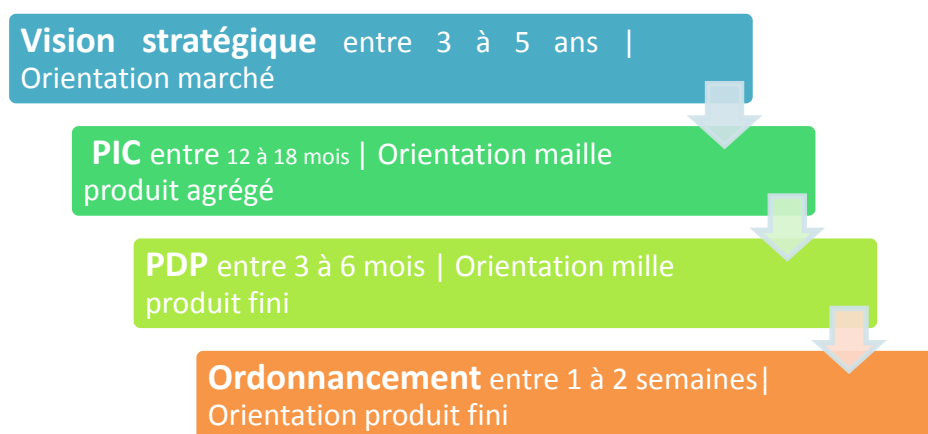 Vision stratégique entre 3 à 5 ans |
Orientation marché
PIC entre 12 à 18 mois | Orientation maille
produit agrégé
PDP entre 3 à 6 mois | Orientation mille
produit fini
Ordonnancement entre 1 à 2 semaines|
Orientation produit fini